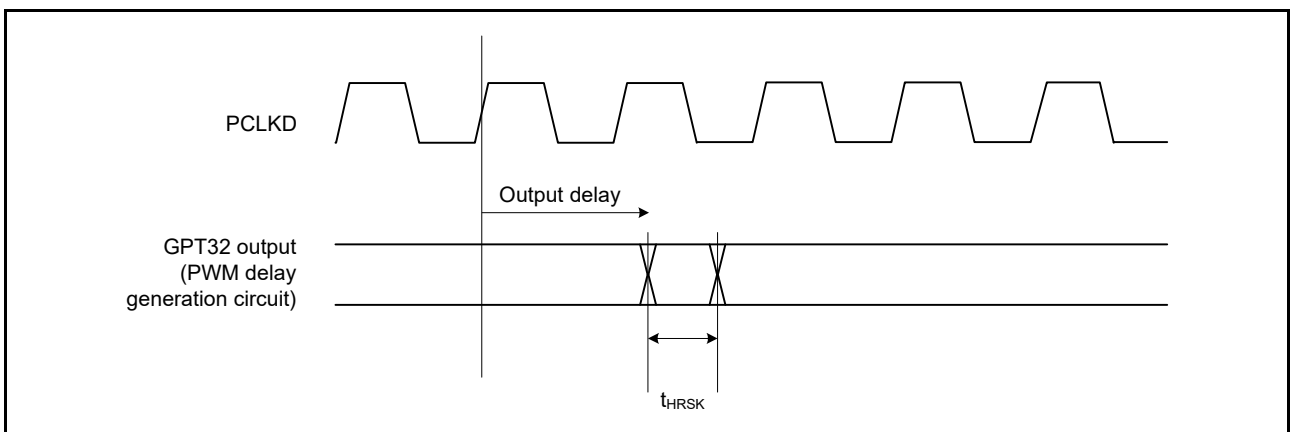 PCLKD
Output delay
GPT32 output
(PWM delay
generation circuit)
tHRSK